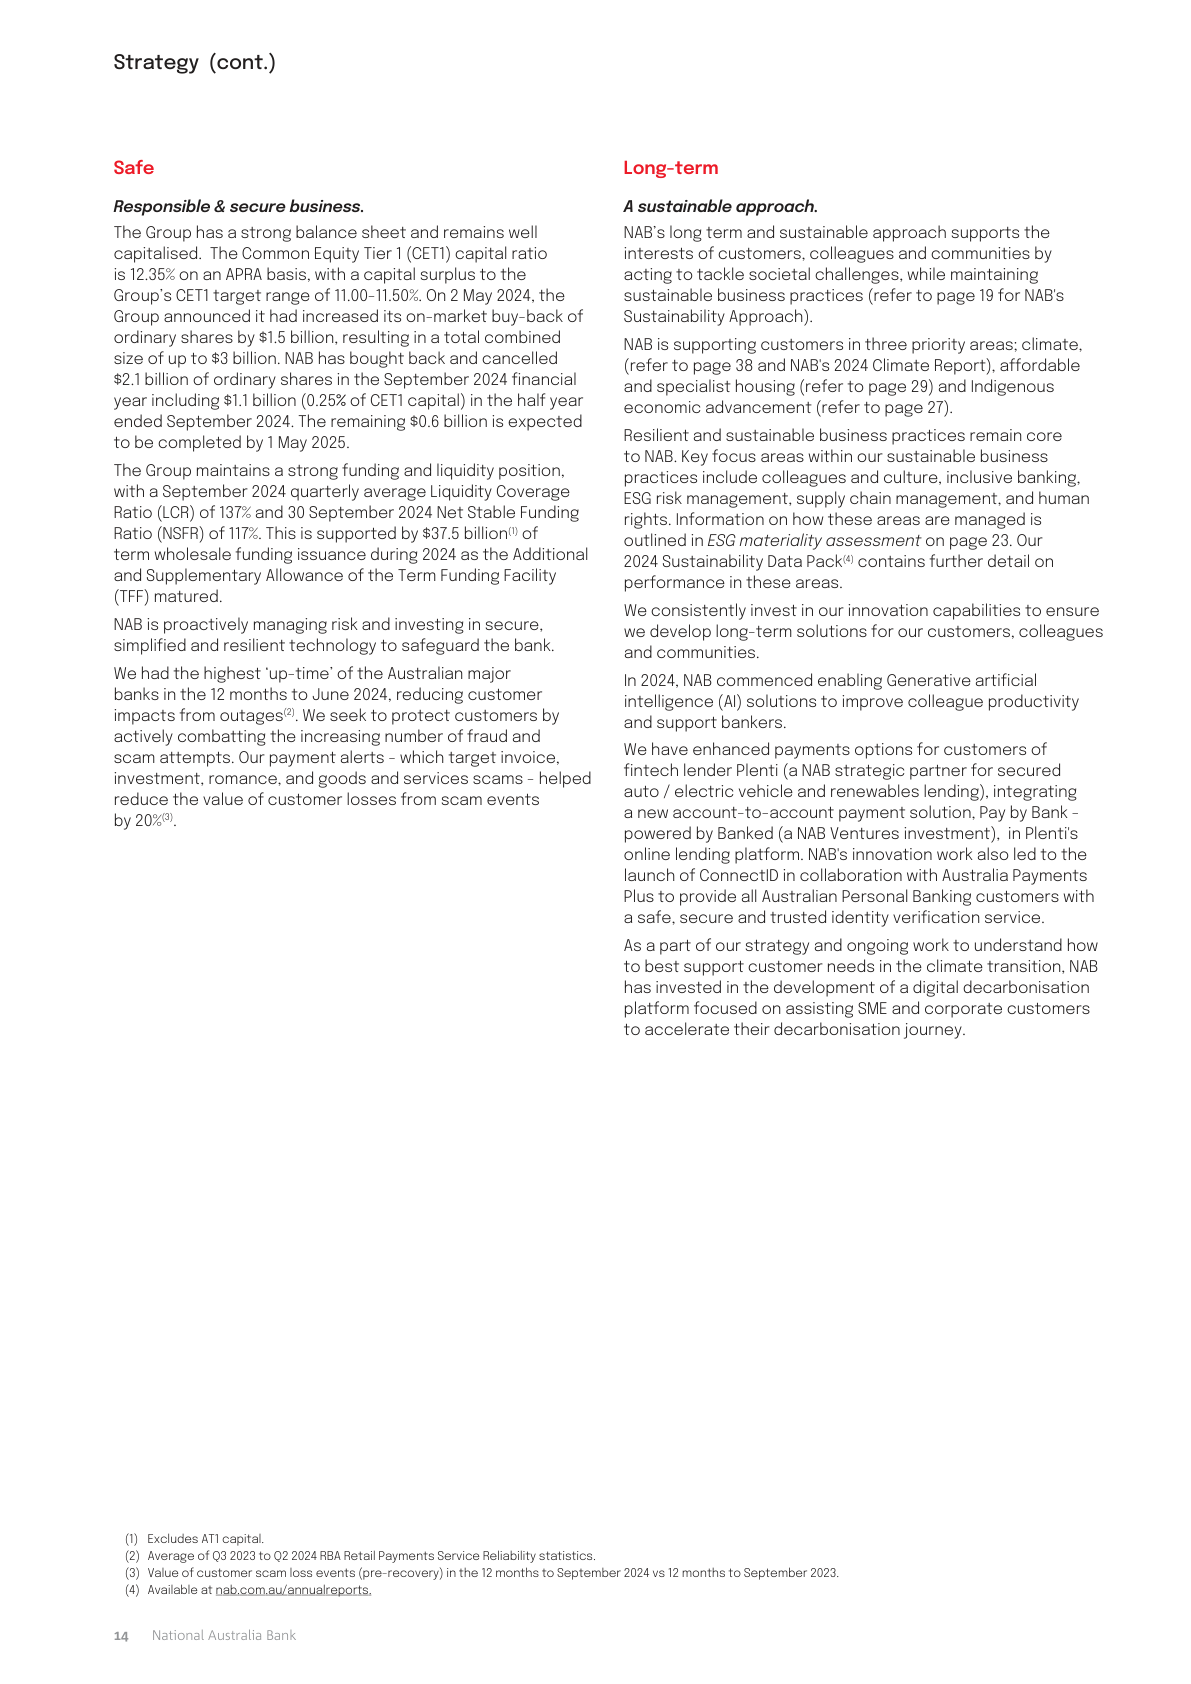 Strategy (cont.)
Safe
Responsible & secure business.
The Group has a strong balance sheet and remains well
capitalised. The Common Equity Tier 1 (CET1) capital ratio
is 12.35% on an APRA basis, with a capital surplus to the
Group's CET1 target range of 11.00-11.50%. On 2 May 2024, the
Group announced it had increased its on-market buy-back of
ordinary shares by $1.5 billion, resulting in a total combined
size of up to $3 billion. NAB has bought back and cancelled
$2.1 billion of ordinary shares in the September 2024 financial
year including $1.1 billion (0.25% of CET1 capital) in the half year
ended September 2024. The remaining $0.6 billion is expected
to be completed by 1 May 2025.
The Group maintains a strong funding and liquidity position,
with a September 2024 quarterly average Liquidity Coverage
Ratio (LCR) of 137% and 30 September 2024 Net Stable Funding
Ratio (NSFR) of 117%. This is supported by $37.5 billion(1) of
term wholesale funding issuance during 2024 as the Additional
and Supplementary Allowance of the Term Funding Facility
(TFF) matured.
NAB is proactively managing risk and investing in secure,
simplified and resilient technology to safeguard the bank.
We had the highest 'up-time' of the Australian major
banks in the 12 months to June 2024, reducing customer
impacts from outages(2). We seek to protect customers by
actively combatting the increasing number of fraud and
scam attempts. Our payment alerts - which target invoice,
investment, romance, and goods and services scams - helped
reduce the value of customer losses from scam events
by 20%(3).
Long-term
A sustainable approach.
NAB's long term and sustainable approach supports the
interests of customers, colleagues and communities by
acting to tackle societal challenges, while maintaining
sustainable business practices (refer to page 19 for NAB's
Sustainability Approach).
NAB is supporting customers in three priority areas; climate,
(refer to page 38 and NAB's 2024 Climate Report), affordable
and specialist housing (refer to page 29) and Indigenous
economic advancement (refer to page 27).
Resilient and sustainable business practices remain core
to NAB. Key focus areas within our sustainable business
practices include colleagues and culture, inclusive banking,
ESG risk management, supply chain management, and human
rights. Information on how these areas are managed is
outlined in ESG materiality assessment on page 23. Our
2024 Sustainability Data Pack(4) contains further detail on
performance in these areas.
We consistently invest in our innovation capabilities to ensure
we develop long-term solutions for our customers, colleagues
and communities.
In 2024, NAB commenced enabling Generative artificial
intelligence (AI) solutions to improve colleague productivity
and support bankers.
We have enhanced payments options for customers of
fintech lender Plenti (a NAB strategic partner for secured
auto / electric vehicle and renewables lending), integrating
a new account-to-account payment solution, Pay by Bank -
powered by Banked (a NAB Ventures investment), in Plenti's
online lending platform. NAB's innovation work also led to the
launch of ConnectID in collaboration with Australia Payments
Plus to provide all Australian Personal Banking customers with
a safe, secure and trusted identity verification service.
As a part of our strategy and ongoing work to understand how
to best support customer needs in the climate transition, NAB
has invested in the development of a digital decarbonisation
platform focused on assisting SME and corporate customers
to accelerate their decarbonisation journey.
(1) Excludes AT1 capital.
(2) Average of Q3 2023 to Q2 2024 RBA Retail Payments Service Reliability statistics.
(3) Value of customer scam loss events (pre-recovery) in the 12 months to September 2024 vs 12 months to September 2023.
(4) Available at nab.com.au/annualreports.
14 National Australia Bank